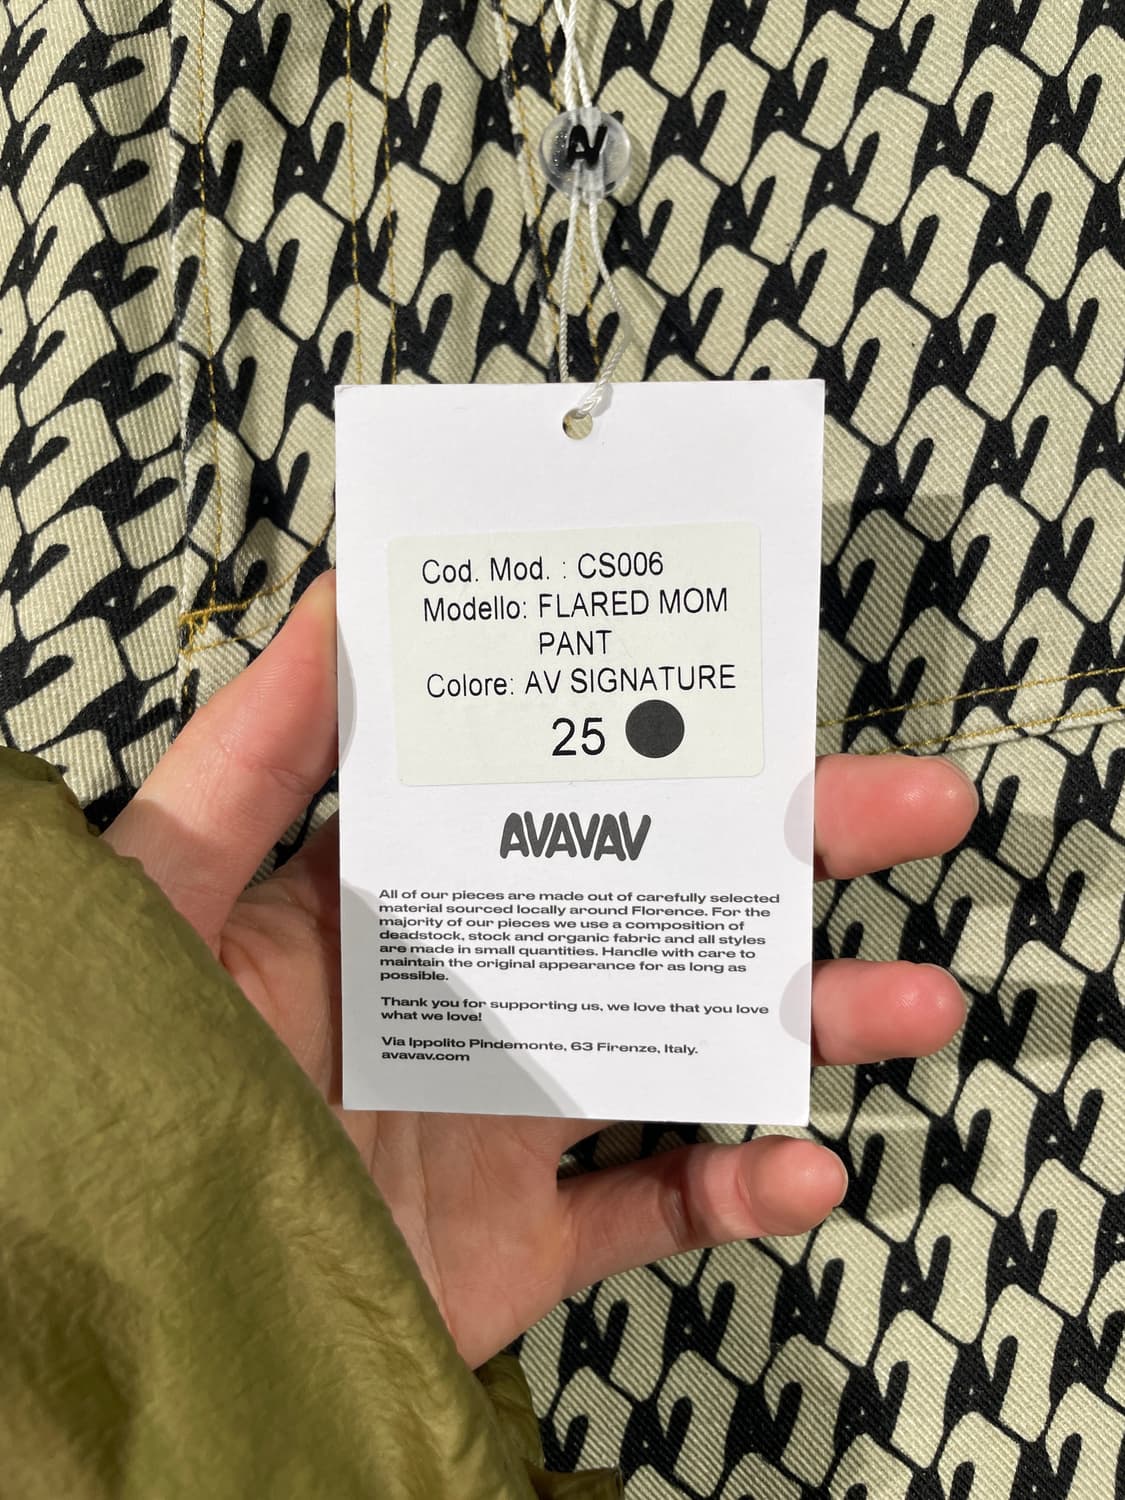 AV
Cod. Mod. : CS006
Modello: FLARED MOM
PANT
Colore: AV SIGNATURE
25
AVAVAV
All of our pieces are made out of carefully selected
material sourced locally around Florence. For the
majority of our pieces we use a composition of
deadstock, stock and organic fabric and all styles
are made in small quantities. Handle with care to
maintain the original appearance for as long as
possible.
Thank you for supporting us, we love that you love
what we love!
Via Ippolito Pindemonte, 63 Firenze, Italy.
avavav.com